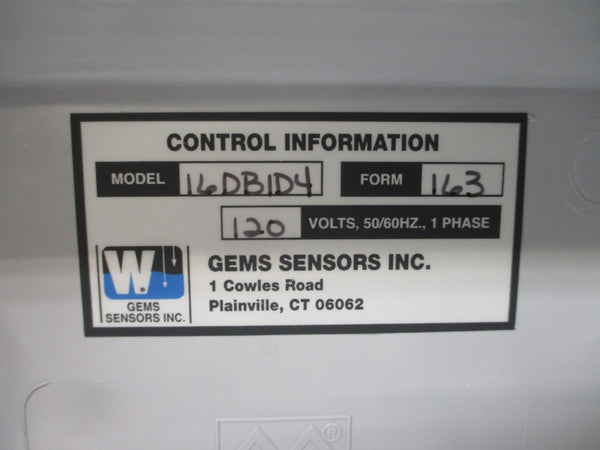 CONTROL INFORMATION
MODEL 16DB1D4 FORM 163
120 VOLTS, 50/60HZ., 1 PHASE
W.
GEMS
SENSORS INC.
GEMS SENSORS INC.
1 Cowles Road
Plainville, CT 06062
®